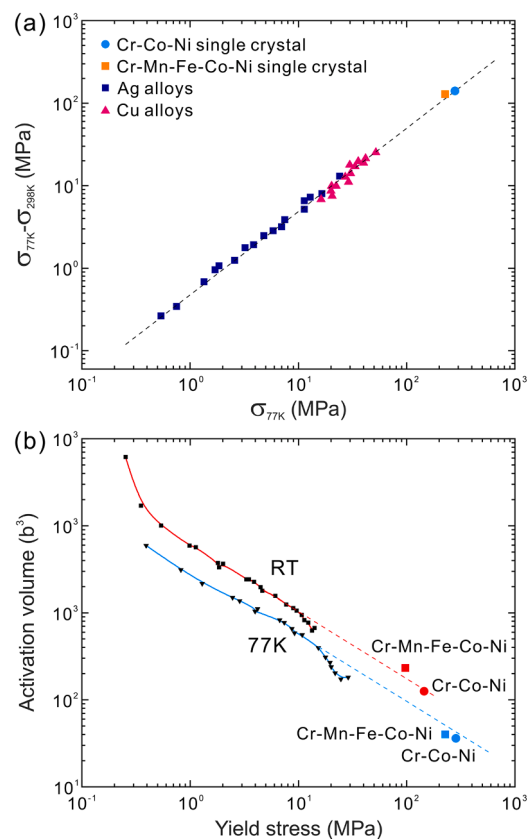 (a)
10³
Cr-Co-Ni single crystal
Cr-Mn-Fe-Co-Ni single crystal
Ag alloys
Cu alloys
10²
10¹
10⁰
10⁻¹
σ77K-σ298K (MPa)
10⁻¹ 10⁰ 10¹ 10² 10³
σ77K (MPa)
(b)
10³
10³
10³
10²
10¹
Activation volume (b³)
RT
77K
Cr-Mn-Fe-Co-Ni
Cr-Co-Ni
Cr-Mn-Fe-Co-Ni
Cr-Co-Ni
10⁻¹ 10⁰ 10¹ 10² 10³
Yield stress (MPa)